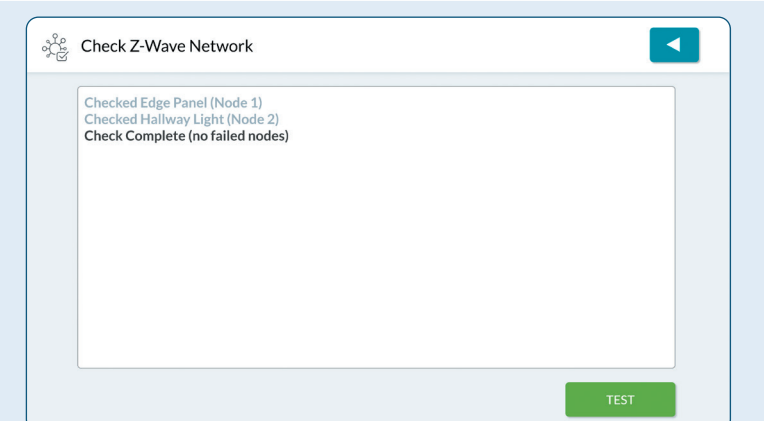 Check Z-Wave Network
Checked Edge Panel (Node 1)
Checked Hallway Light (Node 2)
Check Complete (no failed nodes)
TEST